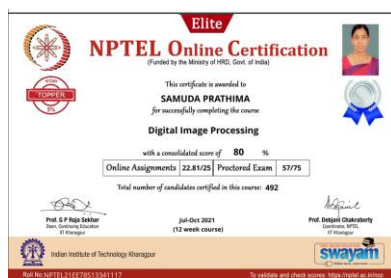 Elite
NPTEL Online Certification
(Funded by the Ministry of HRD, Govt. of India)
TOPPER
5%
This certificate is awarded to
SAMUDA PRATHIMA
for successfully completing the course
Digital Image Processing
with a consolidated score of 80 %
Online Assignments 22.81/25 Proctored Exam 57/75
Total number of candidates certified in this course: 492
Prof. G P Raja Sekhar
Dean, Continuing Education
IIT Kharagpur
Jul-Oct 2021
(12 week course)
Prof. Debjani Chakraborty
Coordinator, NPTEL
IIT Kharagpur
Indian Institute of Technology Kharagpur
swayam
Roll No:NPTEL21EE78S13341117
To validate and check scores: https://nptel.ac.in/noc